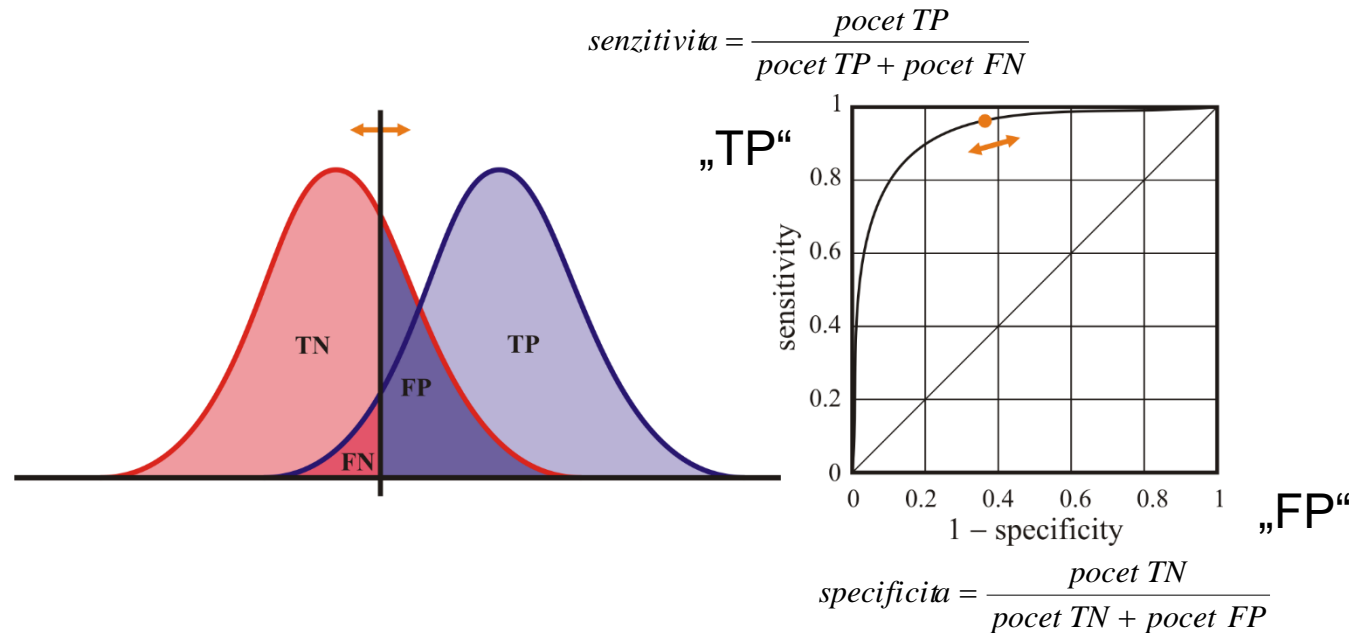 senzitivita = pocet TP / pocet TP + pocet FN
„TP“
TN
FP
TP
FN
sensitivity
1
0.8
0.6
0.4
0.2
0
0 0.2 0.4 0.6 0.8 1
1 – specificity
„FP“
specificita = pocet TN / pocet TN + pocet FP